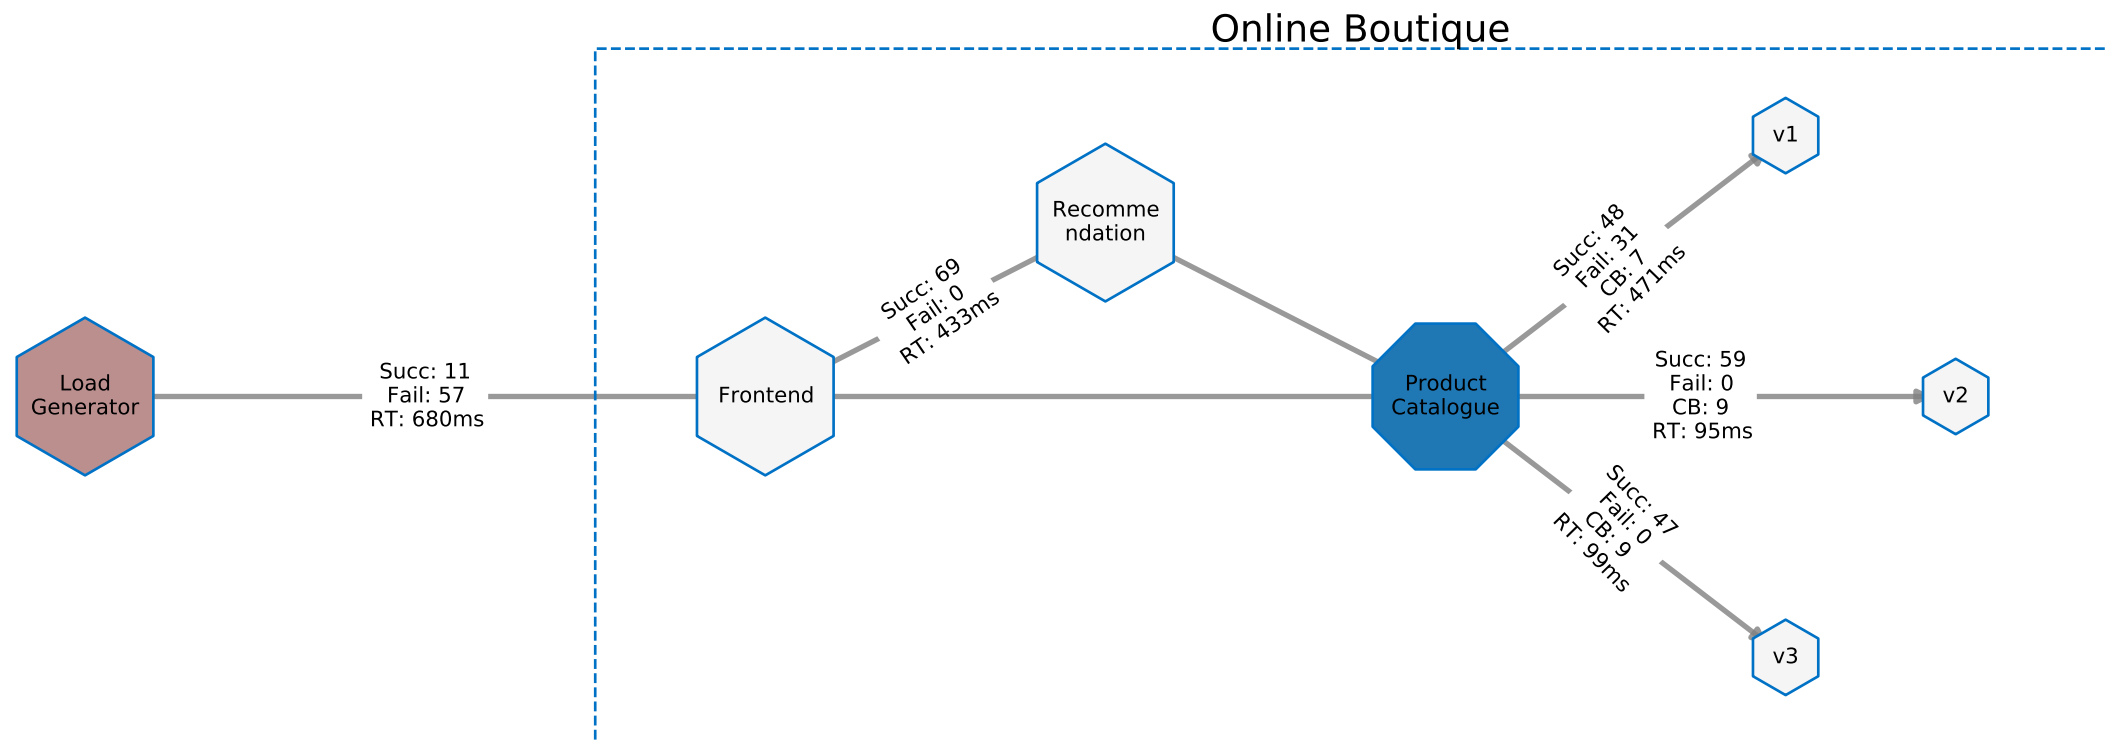 Online Boutique
v1
Recomme
ndation
Succ: 48
Fail: 31
CB: 7
RT: 471ms
Succ: 69
Fail: 0
RT: 433ms
Load
Generator
Succ: 11
Fail: 57
RT: 680ms
Frontend
Product
Catalogue
Succ: 59
Fail: 0
CB: 9
RT: 95ms
v2
Succ: 47
Fail: 0
CB: 9
RT: 99ms
v3